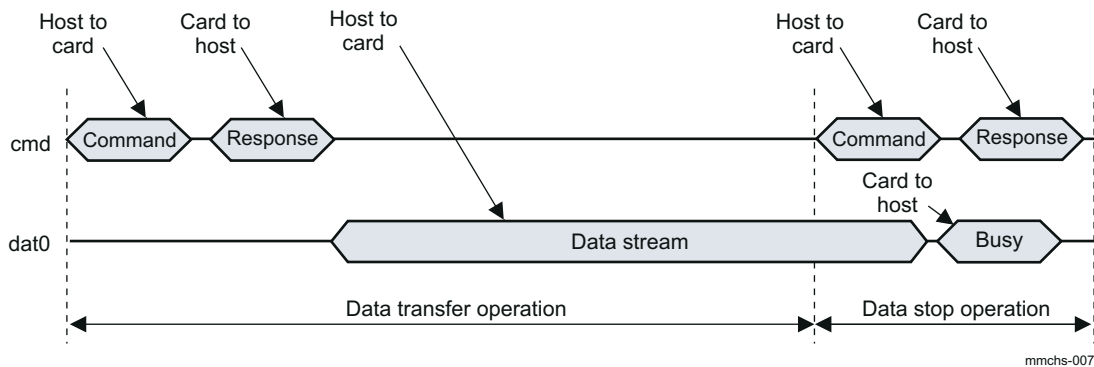 Host to
card
Card to
host
Host to
card
Host to
card
Card to
host
cmd
Command
Response
Command
Response
Card to
host
dat0
Data stream
Busy
Data transfer operation
Data stop operation
mmchs-007